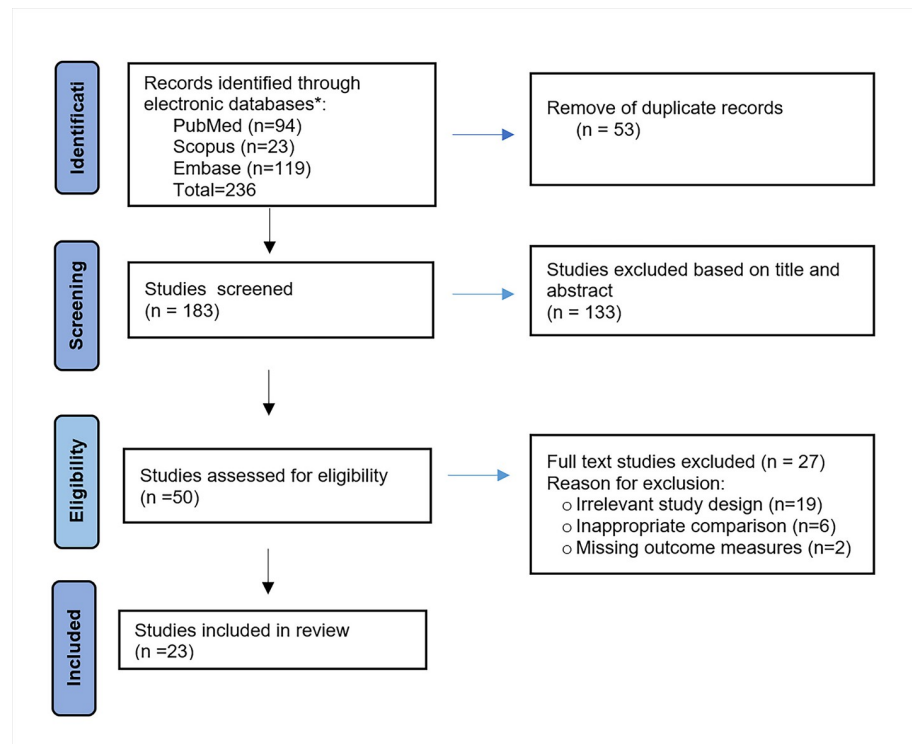 Identificati
Records identified through
electronic databases*:
PubMed (n=94)
Scopus (n=23)
Embase (n=119)
Total=236
Remove of duplicate records
(n = 53)
Screening
Studies  screened
(n = 183)
Studies excluded based on title and
abstract
(n = 133)
Eligibility
Studies assessed for eligibility
(n =50)
Full text studies excluded (n = 27)
Reason for exclusion:
o Irrelevant study design (n=19)
o Inappropriate comparison (n=6)
o Missing outcome measures (n=2)
Included
Studies included in review
(n =23)